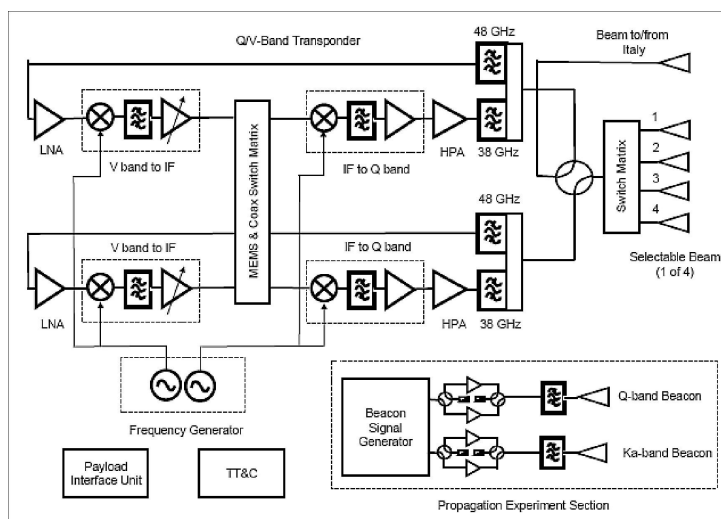 Q/V-Band Transponder
48 GHz
Beam to/from
Italy
LNA
V band to IF
MEMS & Coax Switch Matrix
IF to Q band
HPA
38 GHz
1
2
3
4
Switch Matrix
Selectable Beam
(1 of 4)
48 GHz
V band to IF
IF to Q band
LNA
HPA
38 GHz
Frequency Generator
Payload
Interface Unit
TT&C
Beacon
Signal
Generator
Q-band Beacon
Ka-band Beacon
Propagation Experiment Section